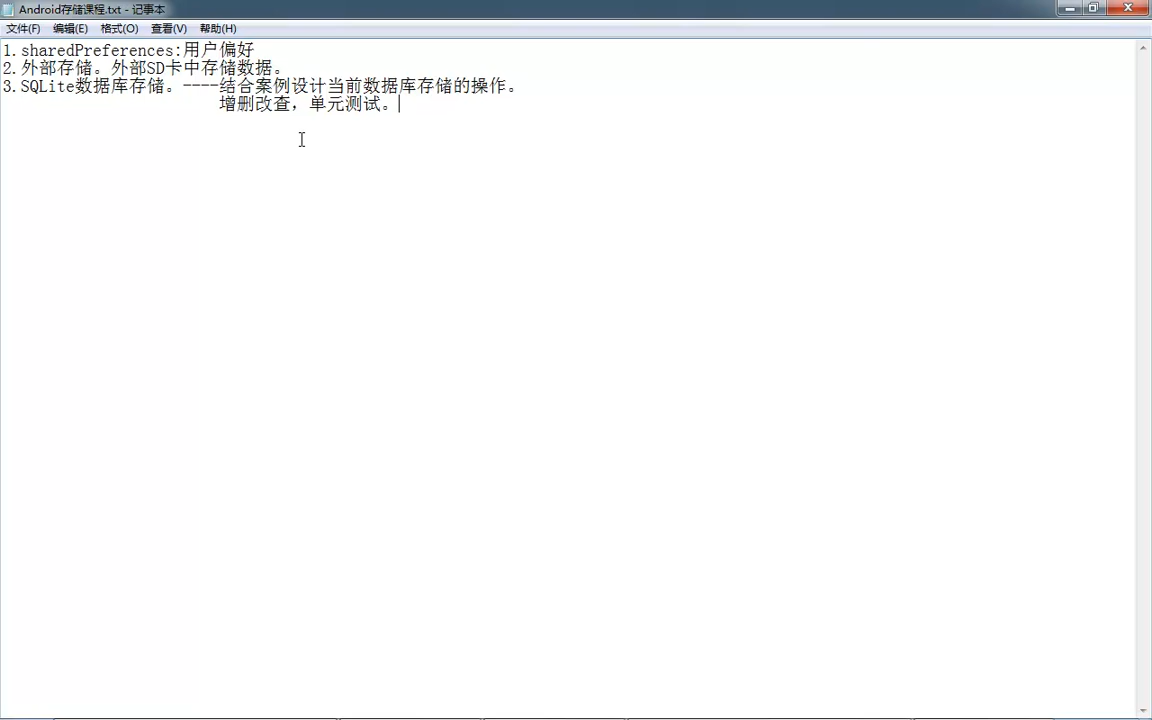 Android存储课程.txt - 记事本
文件(F) 编辑(E) 格式(O) 查看(V) 帮助(H)
1.sharedPreferences:用户偏好
2.外部存储。外部SD卡中存储数据。
3.SQLite数据库存储。----结合案例设计当前数据库存储的操作。
增删改查，单元测试。